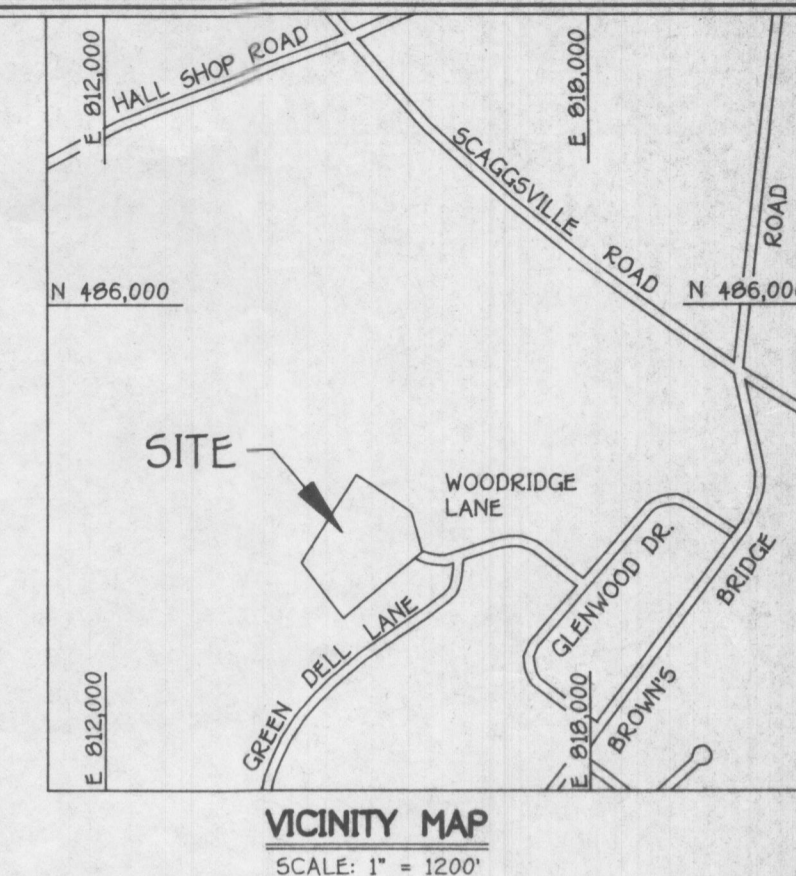 E 812,000
HALL SHOP ROAD
E 818,000
SCAGGSVILLE ROAD
ROAD
N 486,000
N 486,00
SITE
WOODRIDGE
LANE
GLENWOOD DR.
BRIDGE
GREEN DELL LANE
BROWN'S
E 812,000
E 818,000
VICINITY MAP
SCALE: 1" = 1200'